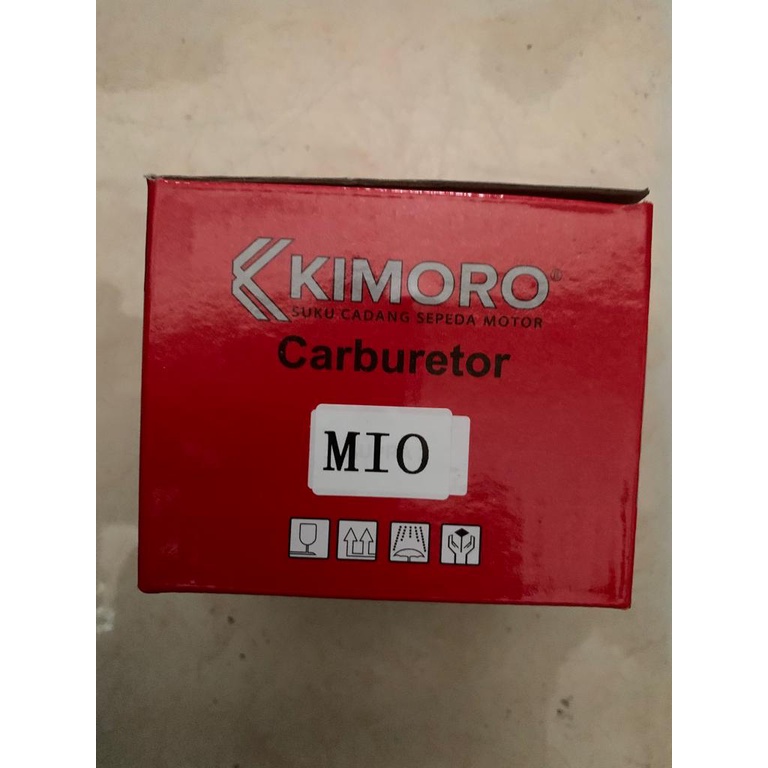 KIMORO®
SUKU CADANG SEPEDA MOTOR
Carburetor
MIO